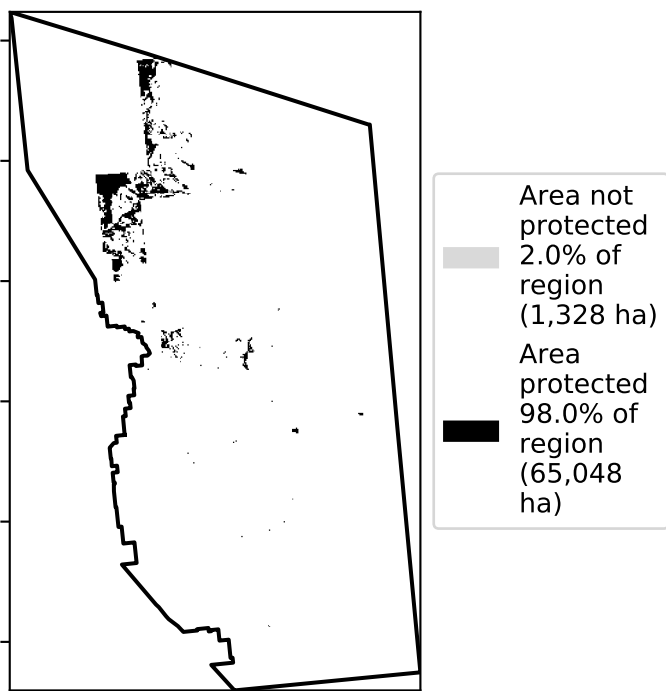 Area not
protected
2.0% of
region
(1,328 ha)
Area
protected
98.0% of
region
(65,048
ha)